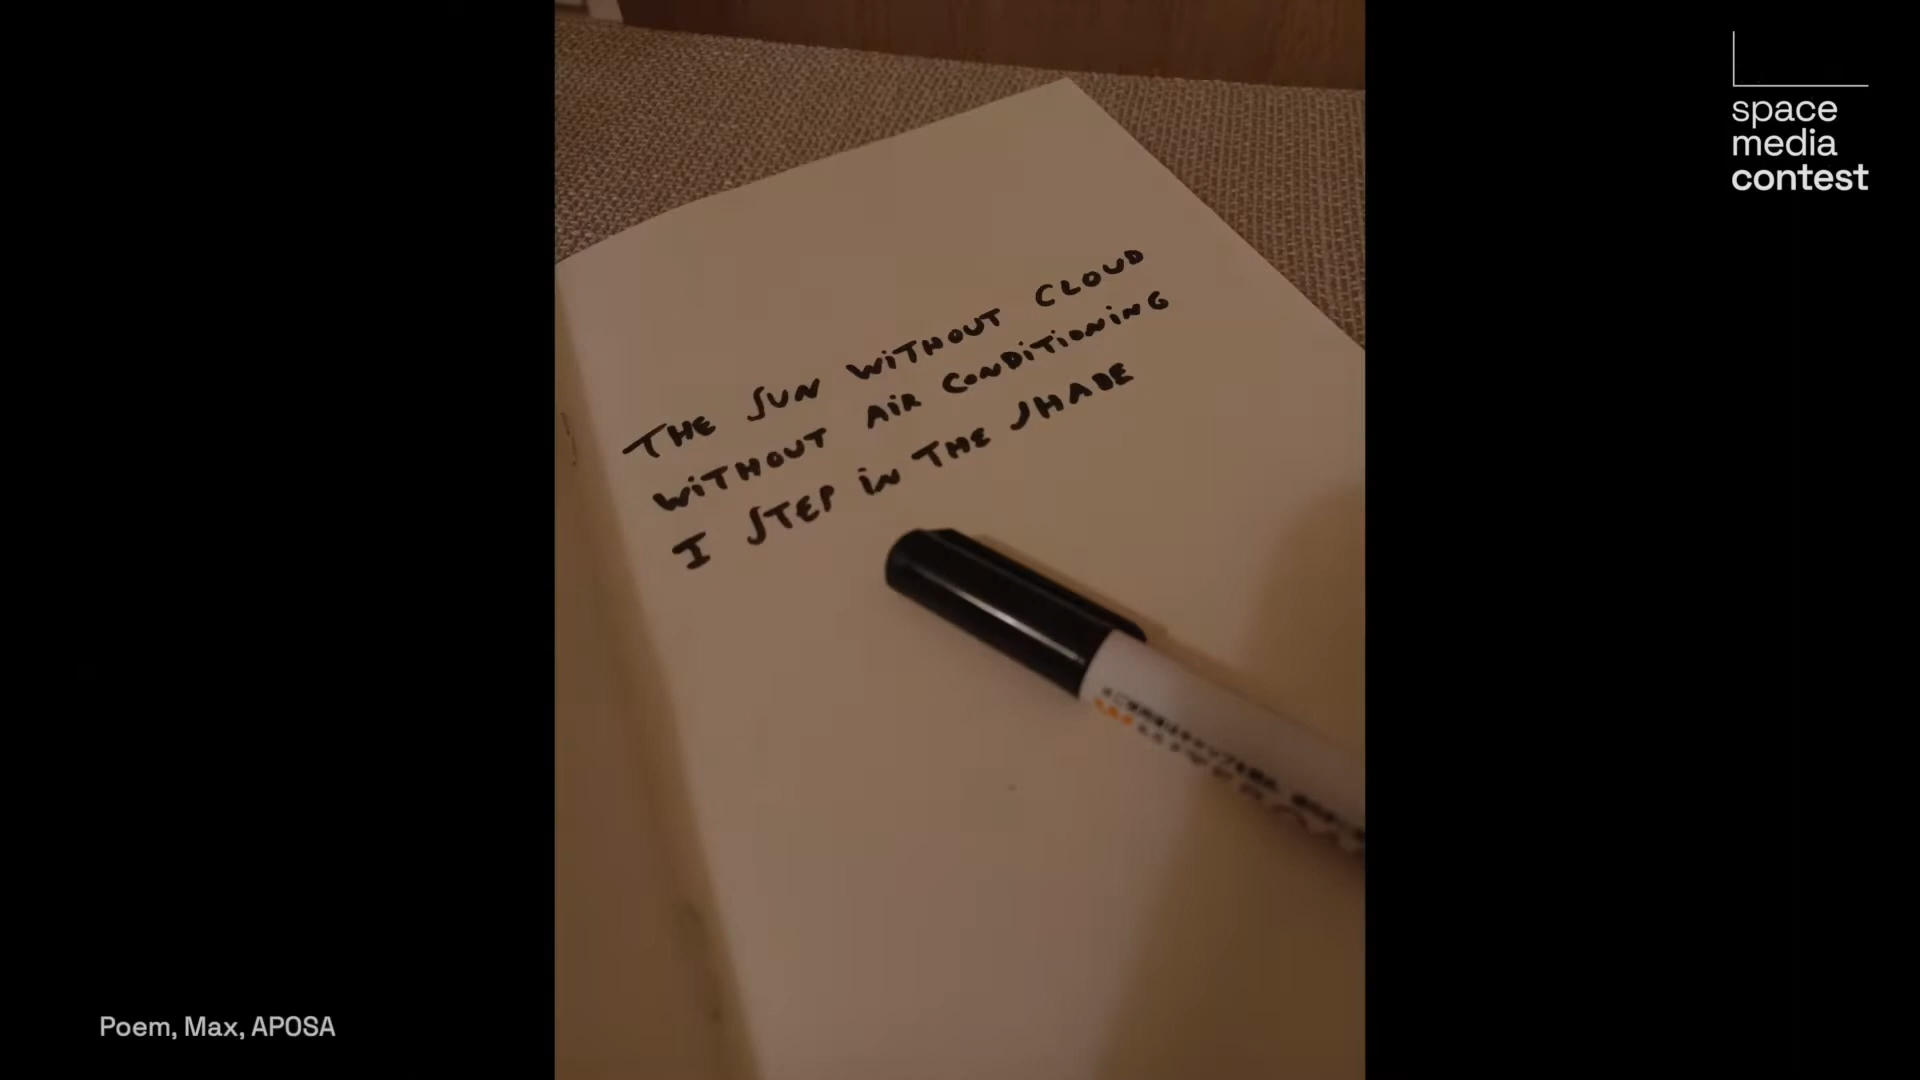 space
media
contest
THE SUN WiTHOUT CLOUD
WiTHOUT AiR CONDiTiONiNG
I STEP iN THE SHADE
Poem, Max, APOSA